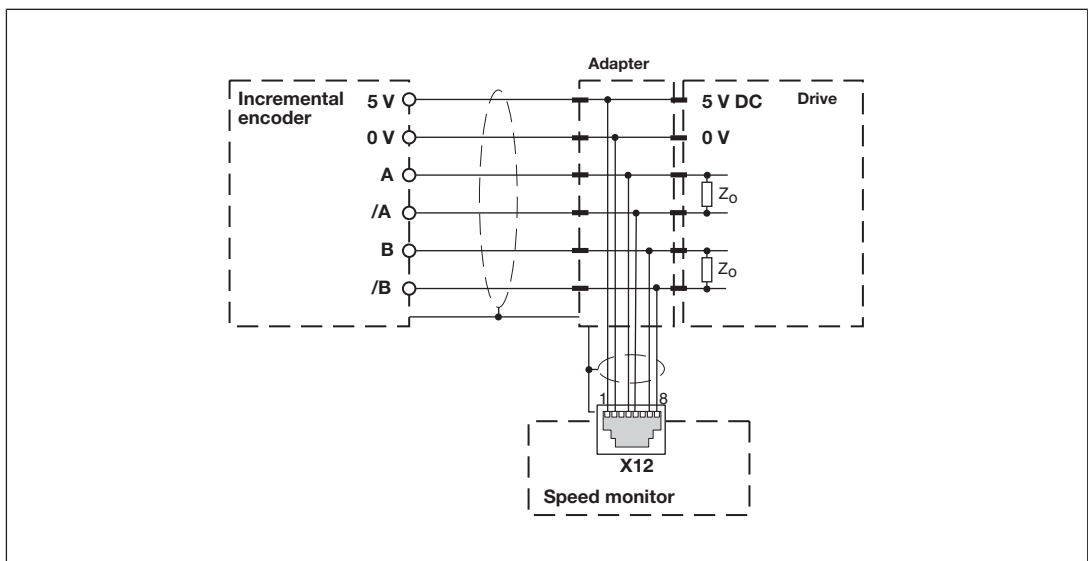 Adapter
Incremental
encoder
5 V
5 V DC
Drive
0 V
0 V
A
Zo
/A
B
Zo
/B
1
8
X12
Speed monitor